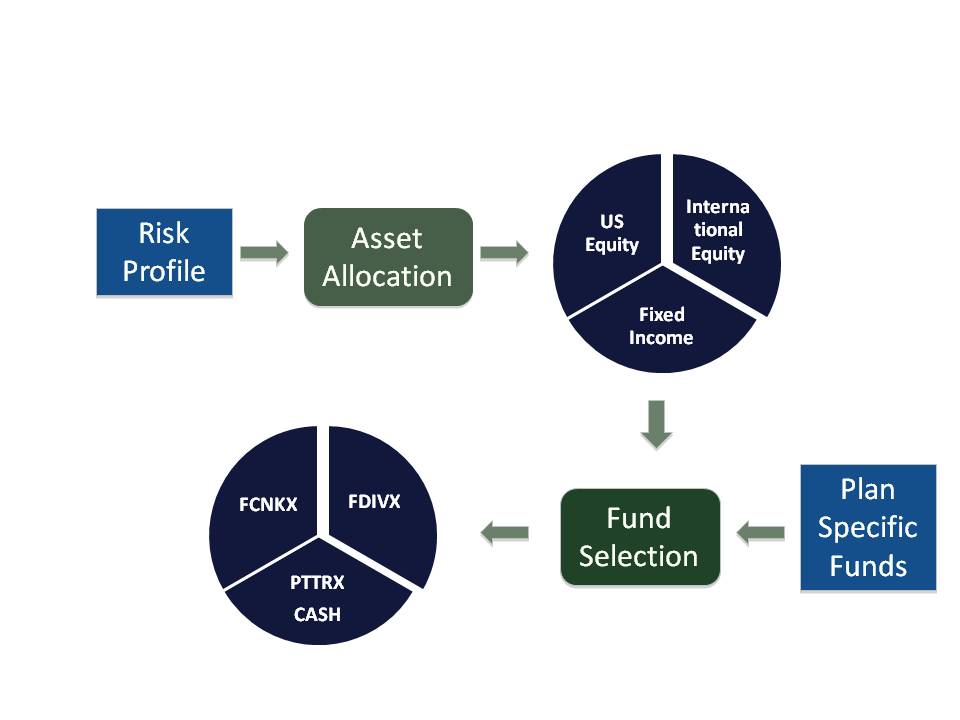 Risk
Profile
Asset
Allocation
US
Equity
Interna
tional
Equity
Fixed
Income
FCNKX
FDIVX
PTTRX
CASH
Fund
Selection
Plan
Specific
Funds